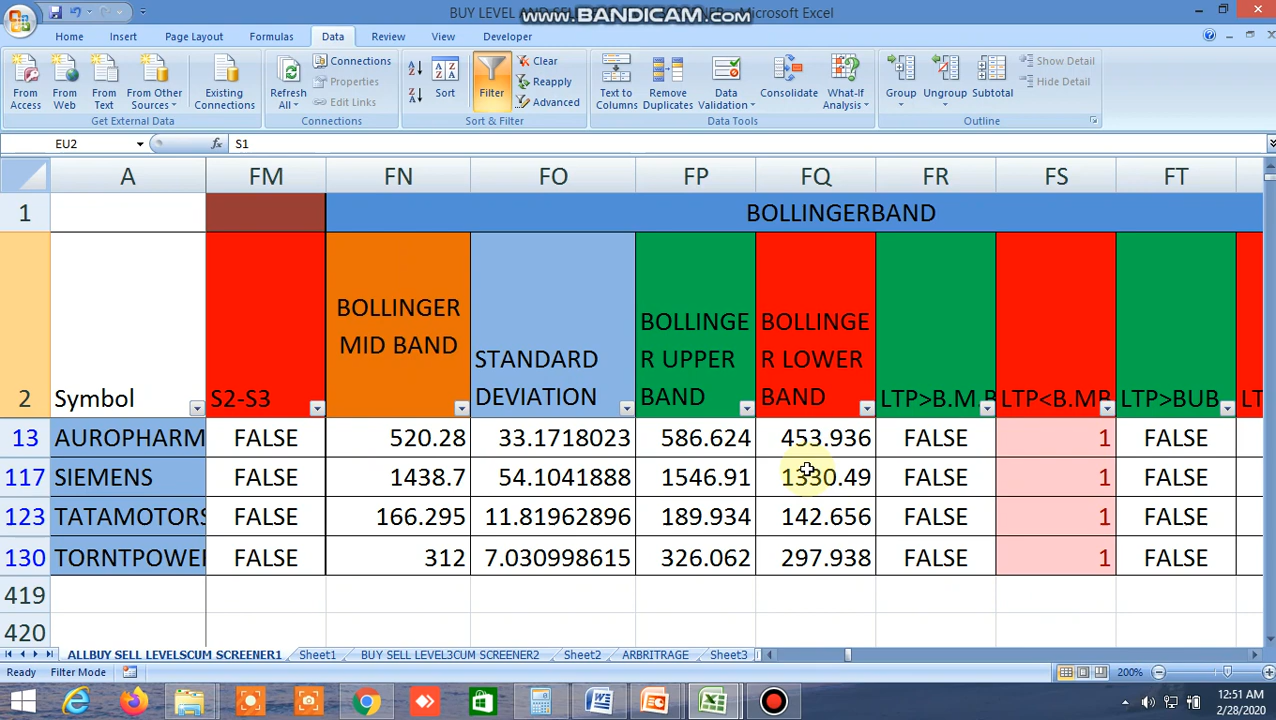 BUY LEVEL AND SE
www.BANDICAM.com
Microsoft Excel
Home Insert Page Layout Formulas Data Review View Developer
From Access
From Web
From Text
From Other Sources
Existing Connections
Get External Data
Refresh All
Connections
Properties
Edit Links
Connections
Sort
Filter
Clear
Reapply
Advanced
Sort & Filter
Text to Columns
Remove Duplicates
Data Validation
Consolidate
What-If Analysis
Data Tools
Group
Ungroup
Subtotal
Show Detail
Hide Detail
Outline
EU2 fx S1
A FM FN FO FP FQ FR FS FT
1 BOLLINGERBAND
2 Symbol
S2-S3
BOLLINGER
MID BAND
STANDARD
DEVIATION
BOLLINGE
R UPPER
BAND
BOLLINGE
R LOWER
BAND
LTP>B.M.B
LTP<B.MB
LTP>BUB
LT
13 AUROPHARM FALSE 520.28 33.1718023 586.624 453.936 FALSE 1 FALSE
117 SIEMENS FALSE 1438.7 54.1041888 1546.91 1330.49 FALSE 1 FALSE
123 TATAMOTORS FALSE 166.295 11.81962896 189.934 142.656 FALSE 1 FALSE
130 TORNTPOWER FALSE 312 7.030998615 326.062 297.938 FALSE 1 FALSE
419
420
ALLBUY SELL LEVELSCUM SCREENER1 Sheet1 BUY SELL LEVEL3CUM SCREENER2 Sheet2 ARBRITRAGE Sheet3
Ready Filter Mode 200%
12:51 AM
2/28/2020